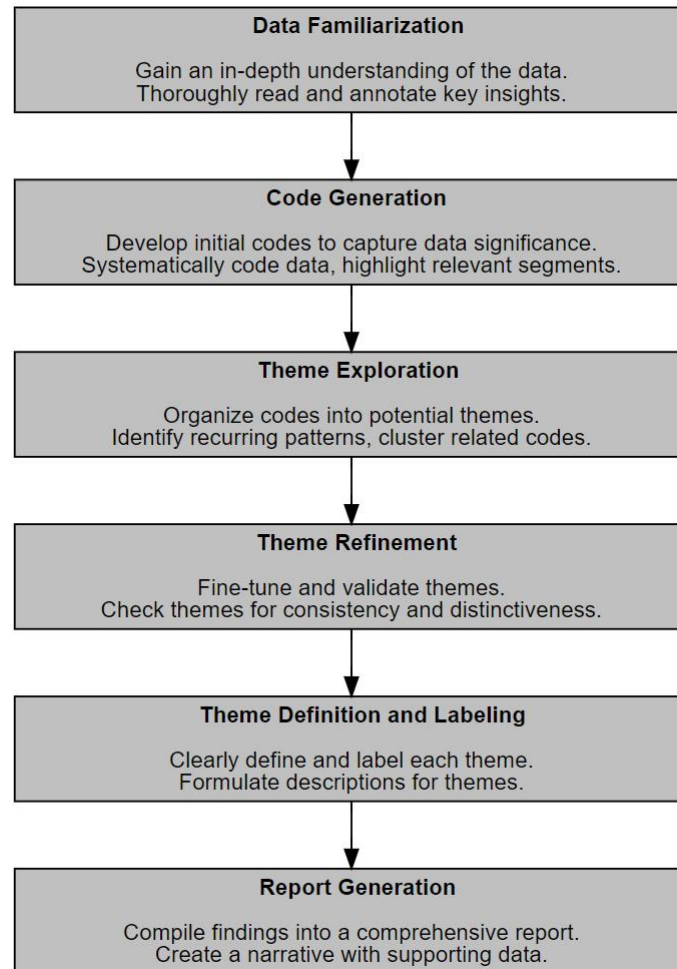 Data Familiarization
Gain an in-depth understanding of the data.
Thoroughly read and annotate key insights.
Code Generation
Develop initial codes to capture data significance.
Systematically code data, highlight relevant segments.
Theme Exploration
Organize codes into potential themes.
Identify recurring patterns, cluster related codes.
Theme Refinement
Fine-tune and validate themes.
Check themes for consistency and distinctiveness.
Theme Definition and Labeling
Clearly define and label each theme.
Formulate descriptions for themes.
Report Generation
Compile findings into a comprehensive report.
Create a narrative with supporting data.